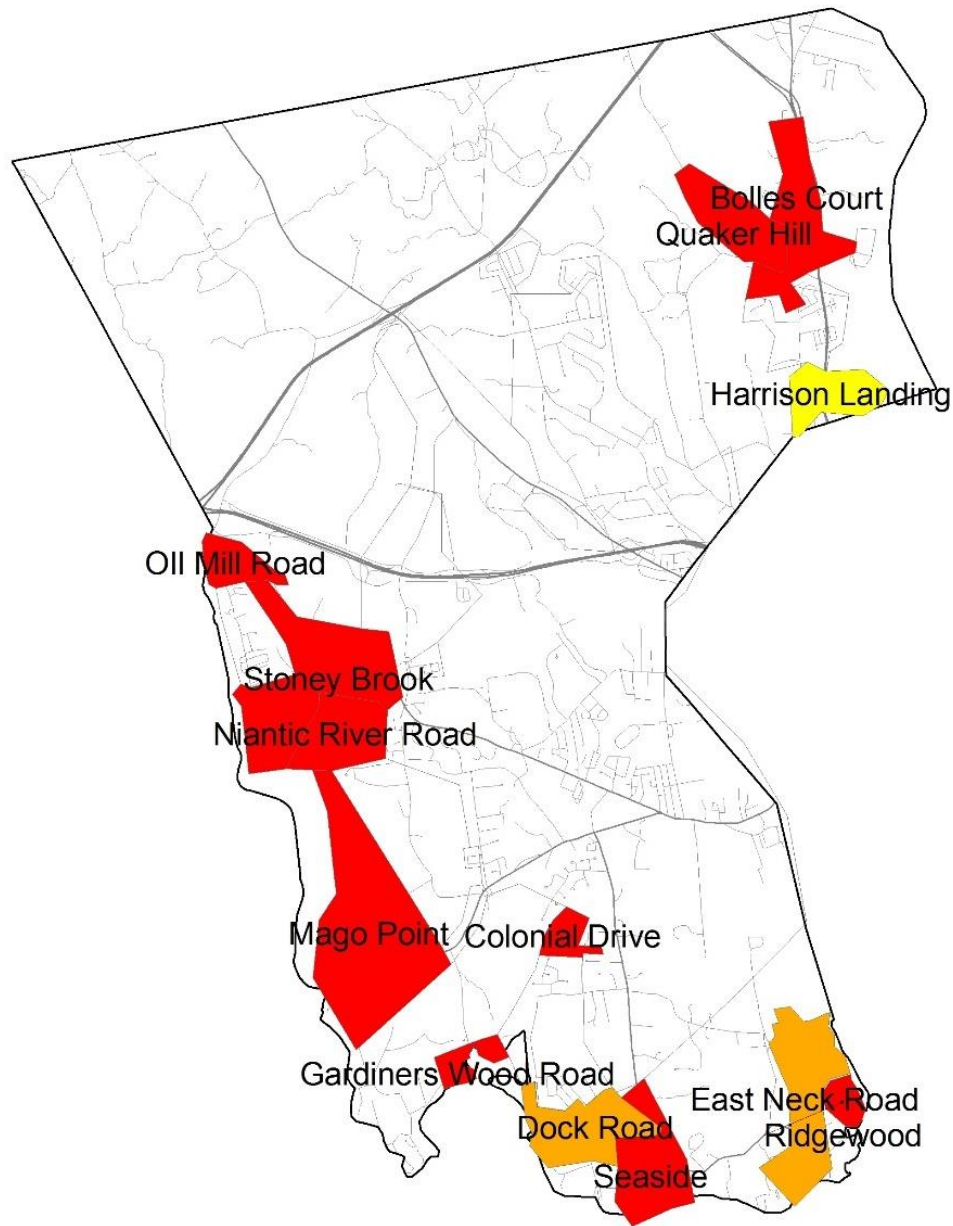 Bolles Court
Quaker Hill
Harrison Landing
Oll Mill Road
Stoney Brook
Niantic River Road
Mago Point
Colonial Drive
Gardiners Wood Road
East Neck Road
Dock Road
Ridgewood
Seaside